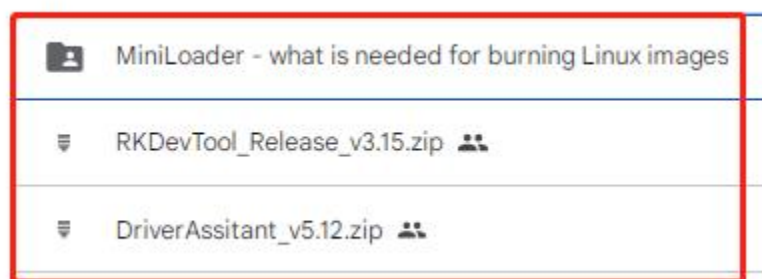 MiniLoader - what is needed for burning Linux images
RKDevTool_Release_v3.15.zip
DriverAssitant_v5.12.zip